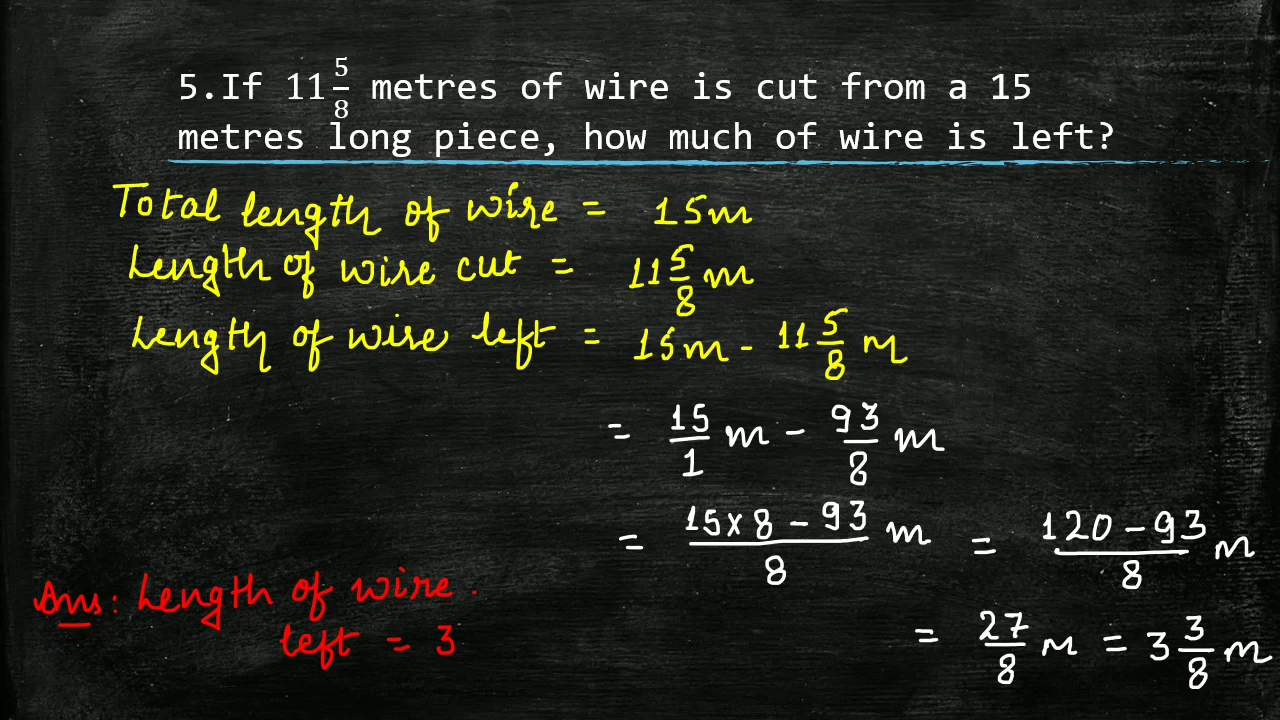 5.If 11 5/8 metres of wire is cut from a 15
metres long piece, how much of wire is left?
Total length of wire = 15m
Length of wire cut = 11 5/8 m
Length of wire left = 15m - 11 5/8 m
= 15/1 m - 93/8 m
= (15×8 - 93)/8 m = (120 - 93)/8 m
= 27/8 m = 3 3/8 m
Ans: Length of wire.
left = 3